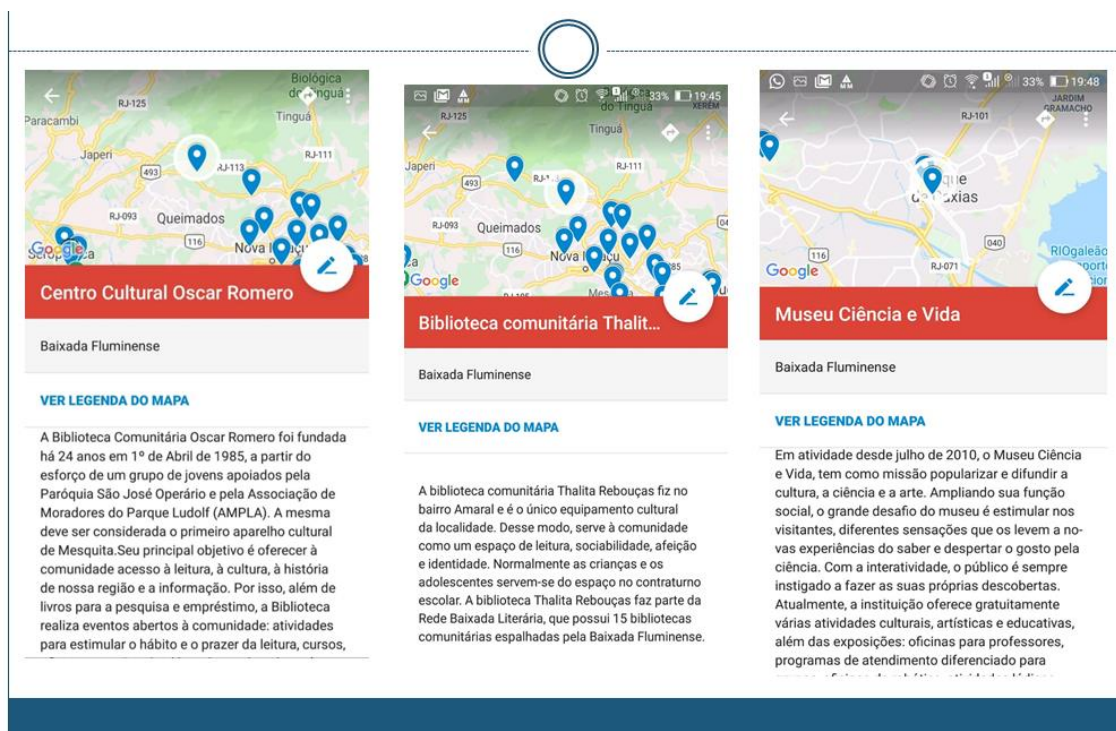 Biológica
do Tinguá
RJ-125
Tinguá
Paracambi
Japeri
493
RJ-113
RJ-111
RJ-093
Queimados
116
Nova Iguaçu
Google
Centro Cultural Oscar Romero
Baixada Fluminense
VER LEGENDA DO MAPA
A Biblioteca Comunitária Oscar Romero foi fundada
há 24 anos em 1º de Abril de 1985, a partir do
esforço de um grupo de jovens apoiados pela
Paróquia São José Operário e pela Associação de
Moradores do Parque Ludolf (AMPLA). A mesma
deve ser considerada o primeiro aparelho cultural
de Mesquita.Seu principal objetivo é oferecer à
comunidade acesso à leitura, à cultura, à história
de nossa região e a informação. Por isso, além de
livros para a pesquisa e empréstimo, a Biblioteca
realiza eventos abertos à comunidade: atividades
para estimular o hábito e o prazer da leitura, cursos,
33% 19:45
do Tinguá
XERÉM
RJ-125
Tinguá
Japeri
RJ-111
493
RJ-093
Queimados
116
Nova Iguaçu
Google
Biblioteca comunitária Thalit...
Baixada Fluminense
VER LEGENDA DO MAPA
A biblioteca comunitária Thalita Rebouças fiz no
bairro Amaral e é o único equipamento cultural
da localidade. Desse modo, serve à comunidade
como um espaço de leitura, sociabilidade, afeição
e identidade. Normalmente as crianças e os
adolescentes servem-se do espaço no contraturno
escolar. A biblioteca Thalita Rebouças faz parte da
Rede Baixada Literária, que possui 15 bibliotecas
comunitárias espalhadas pela Baixada Fluminense.
33% 19:48
JARDIM
GRAMACHO
RJ-101
de Caxias
040
116
RJ-071
RIOgaleão
Google
Museu Ciência e Vida
Baixada Fluminense
VER LEGENDA DO MAPA
Em atividade desde julho de 2010, o Museu Ciência
e Vida, tem como missão popularizar e difundir a
cultura, a ciência e a arte. Ampliando sua função
social, o grande desafio do museu é estimular nos
visitantes, diferentes sensações que os levem a no-
vas experiências do saber e despertar o gosto pela
ciência. Com a interatividade, o público é sempre
instigado a fazer as suas próprias descobertas.
Atualmente, a instituição oferece gratuitamente
várias atividades culturais, artísticas e educativas,
além das exposições: oficinas para professores,
programas de atendimento diferenciado para